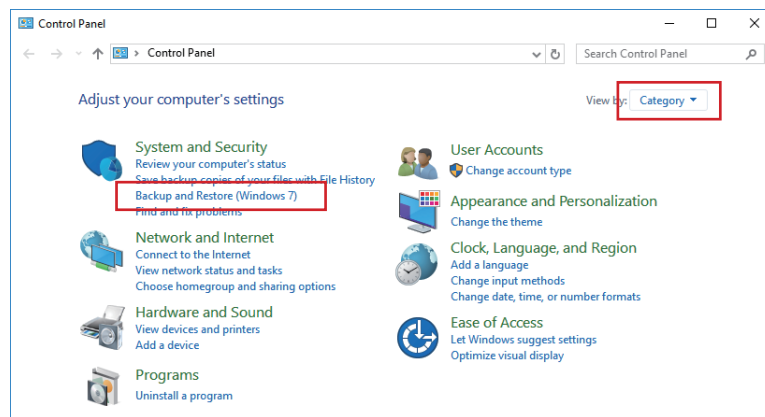 Control Panel
Control Panel
Search Control Panel
Adjust your computer's settings
View by: Category
System and Security
Review your computer's status
Save backup copies of your files with File History
Backup and Restore (Windows 7)
Find and fix problems
Network and Internet
Connect to the Internet
View network status and tasks
Choose homegroup and sharing options
Hardware and Sound
View devices and printers
Add a device
Programs
Uninstall a program
User Accounts
Change account type
Appearance and Personalization
Change the theme
Clock, Language, and Region
Add a language
Change input methods
Change date, time, or number formats
Ease of Access
Let Windows suggest settings
Optimize visual display